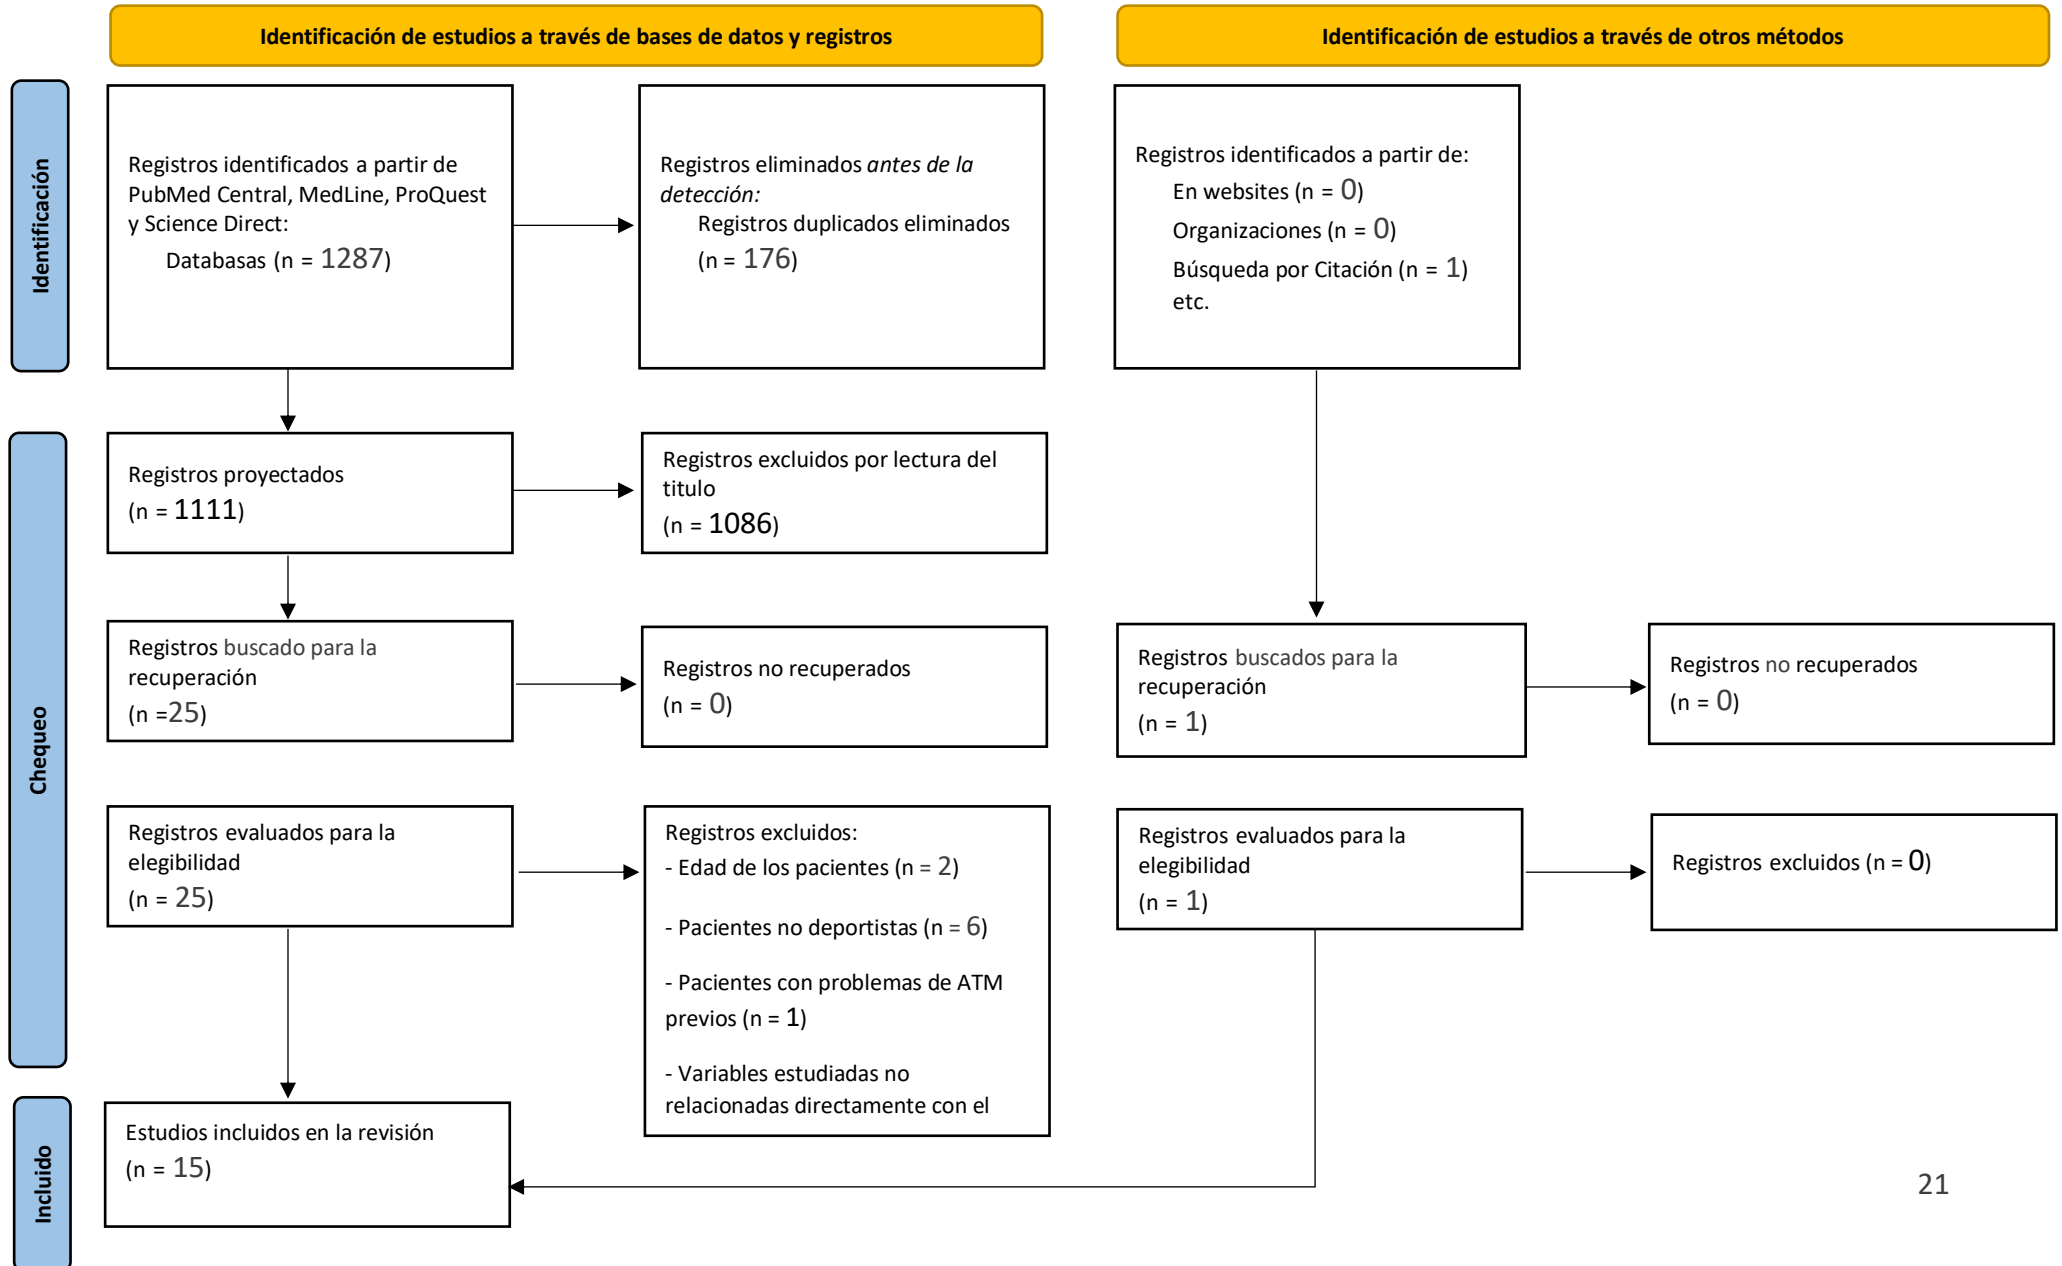 Identificación de estudios a través de bases de datos y registros
Identificación de estudios a través de otros métodos
Identificación
Registros identificados a partir de
PubMed Central, MedLine, ProQuest
y Science Direct:
Databasas (n = 1287)
Registros eliminados antes de la
detección:
Registros duplicados eliminados
(n = 176)
Registros identificados a partir de:
En websites (n = 0)
Organizaciones (n = 0)
Búsqueda por Citación (n = 1)
etc.
Chequeo
Registros proyectados
(n = 1111)
Registros excluidos por lectura del
titulo
(n = 1086)
Registros buscado para la
recuperación
(n =25)
Registros no recuperados
(n = 0)
Registros buscados para la
recuperación
(n = 1)
Registros no recuperados
(n = 0)
Registros evaluados para la
elegibilidad
(n = 25)
Registros excluidos:
- Edad de los pacientes (n = 2)
- Pacientes no deportistas (n = 6)
- Pacientes con problemas de ATM
previos (n = 1)
- Variables estudiadas no
relacionadas directamente con el
Registros evaluados para la
elegibilidad
(n = 1)
Registros excluidos (n = 0)
Incluido
Estudios incluidos en la revisión
(n = 15)
21